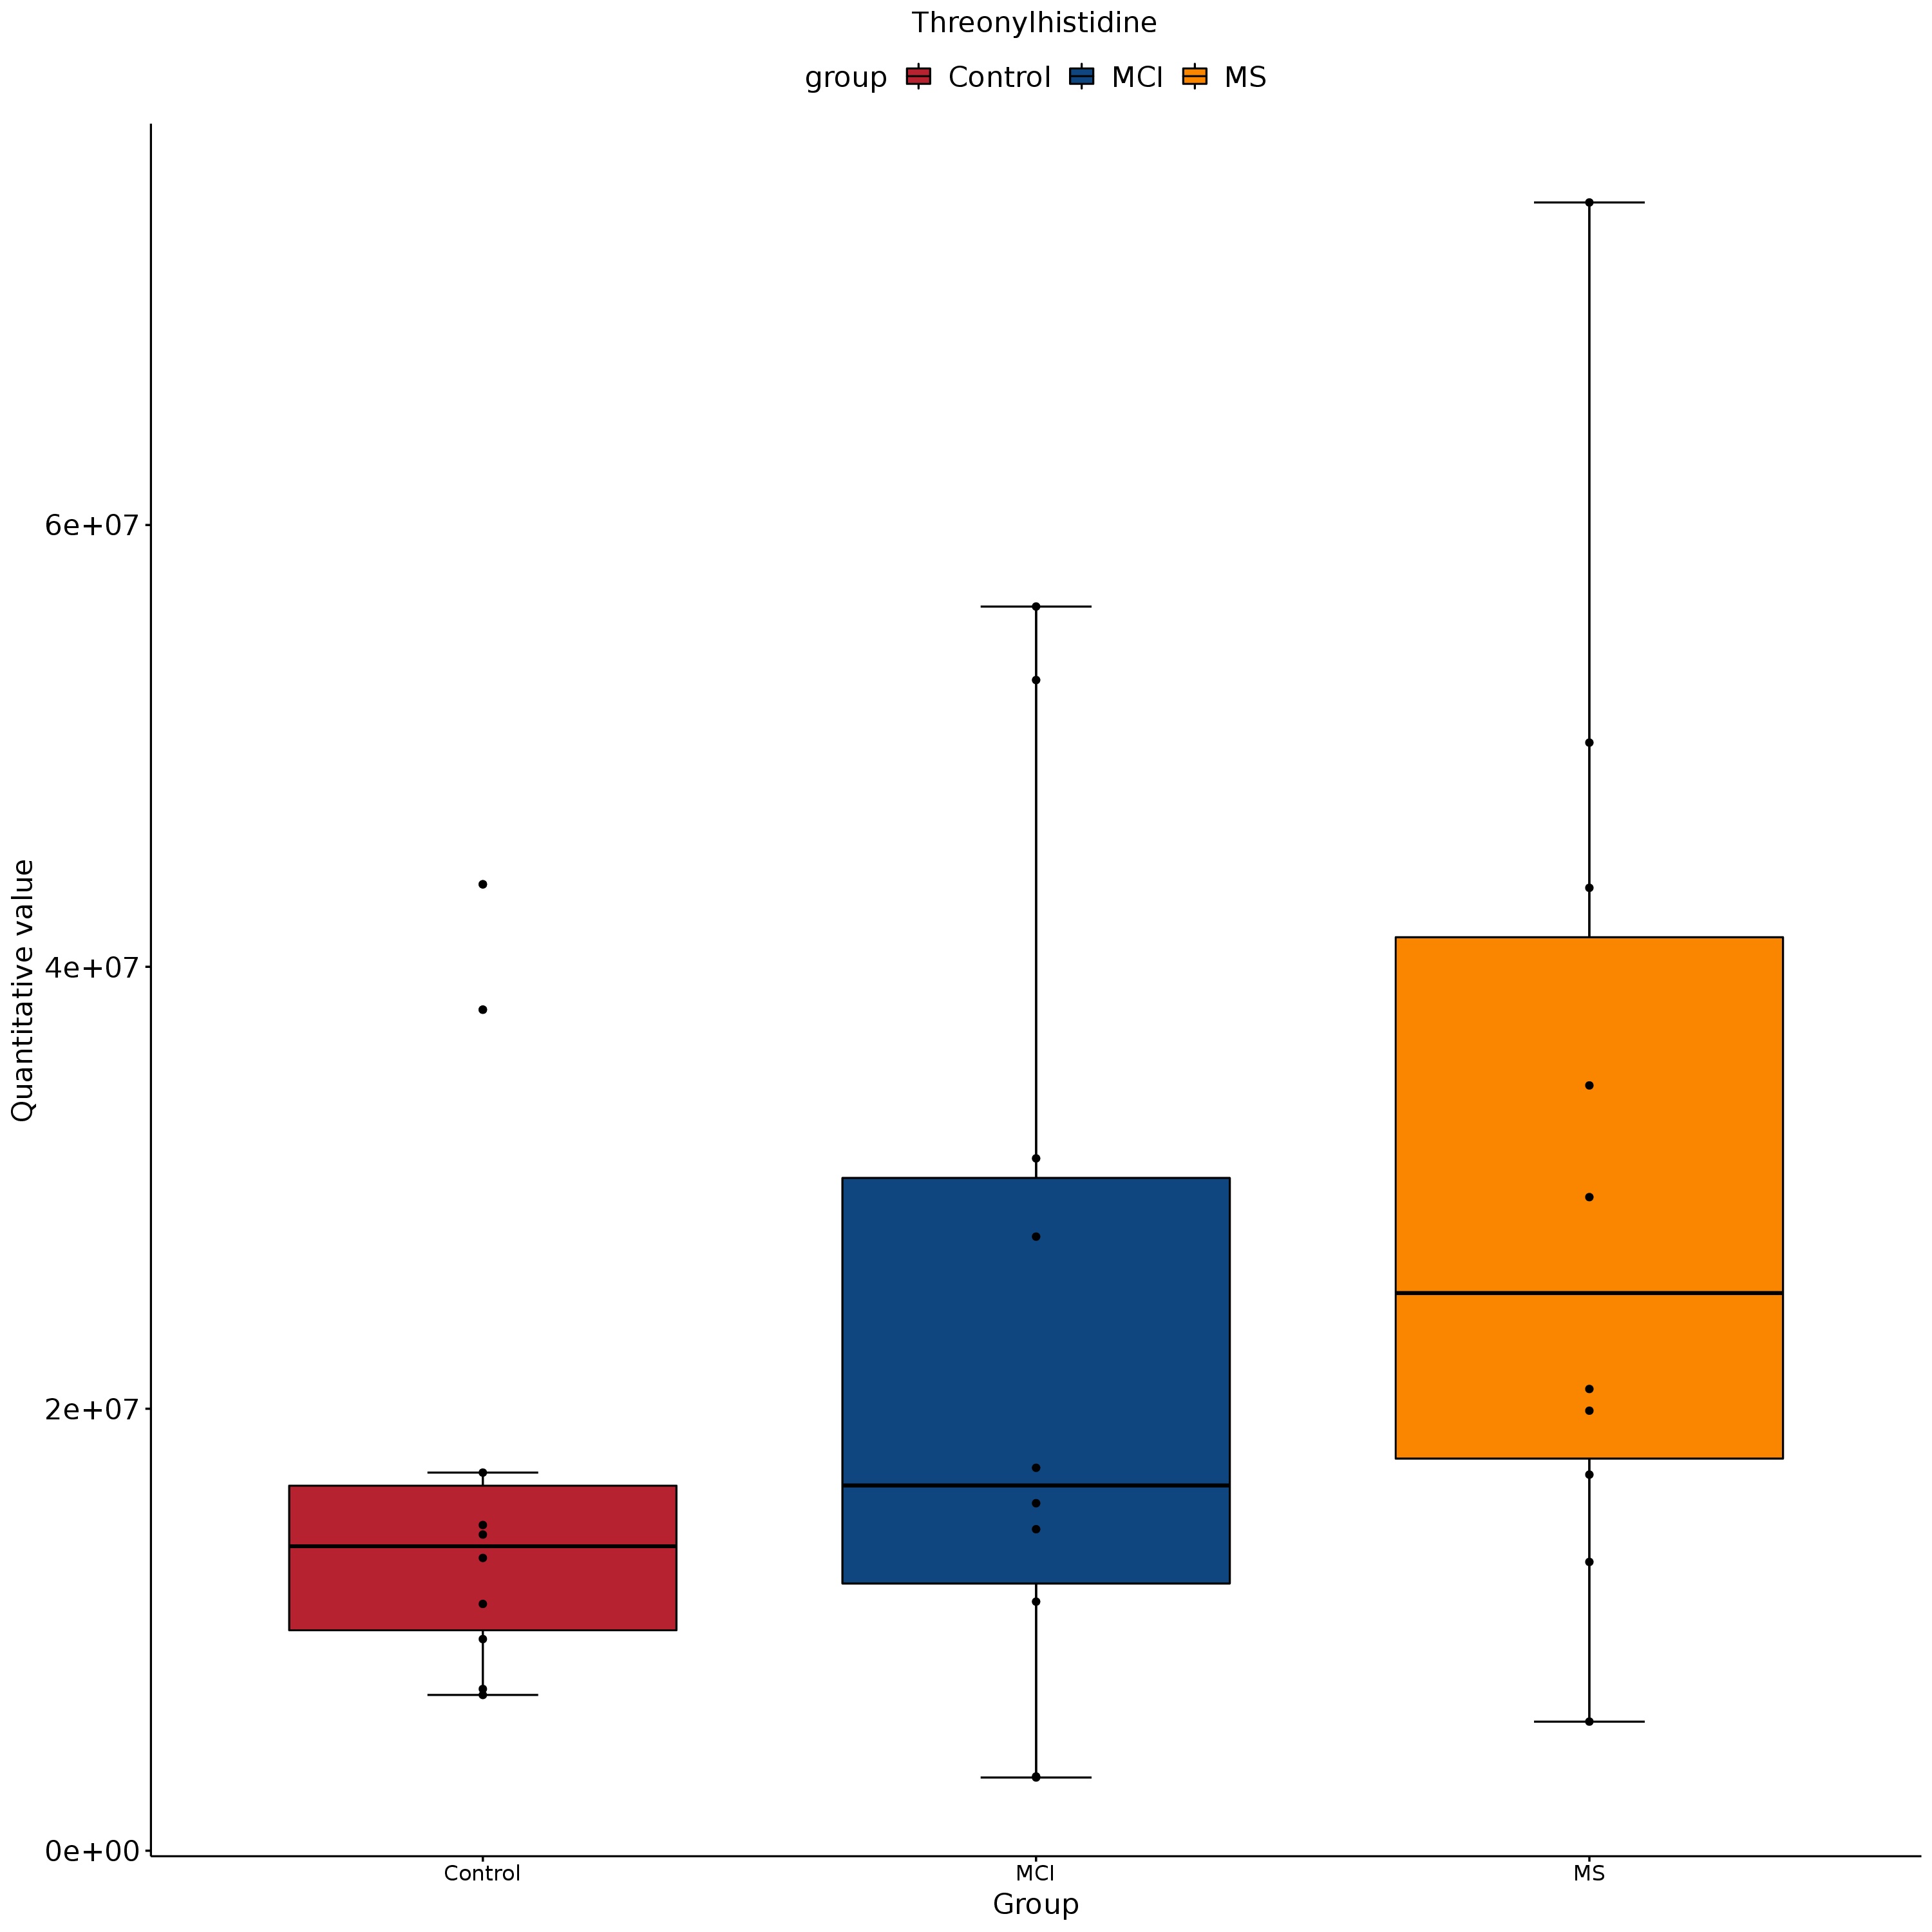 Threonylhistidine
group Control MCI MS
Quantitative value
6e+07
4e+07
2e+07
0e+00
Control MCI MS
Group